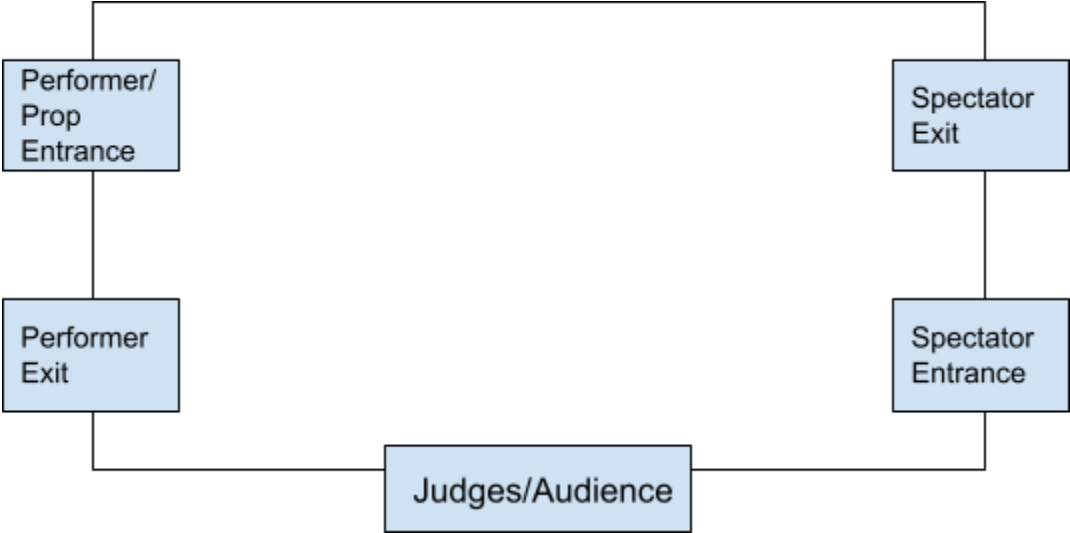 Performer/
Prop
Entrance
Spectator
Exit
Performer
Exit
Spectator
Entrance
Judges/Audience